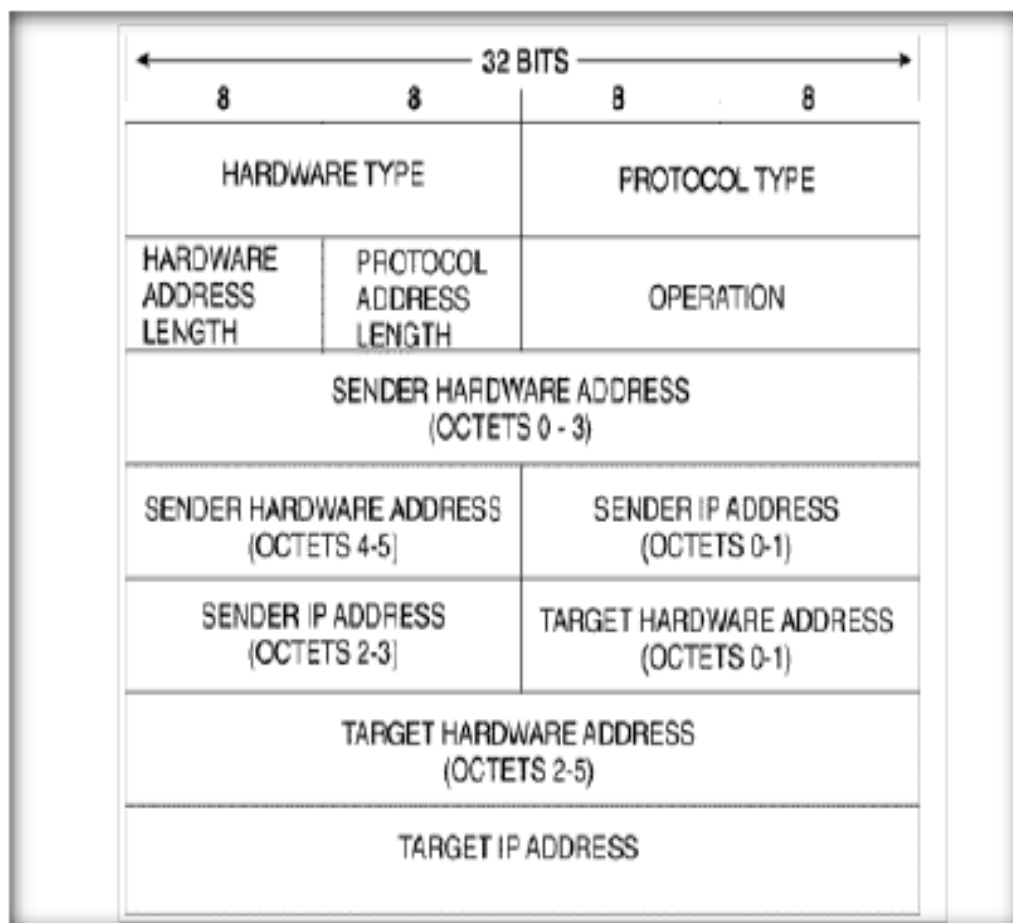 32 BITS
8 8 8 8
HARDWARE TYPE PROTOCOL TYPE
HARDWARE
ADDRESS
LENGTH
PROTOCOL
ADDRESS
LENGTH
OPERATION
SENDER HARDWARE ADDRESS
(OCTETS 0 - 3)
SENDER HARDWARE ADDRESS
(OCTETS 4-5)
SENDER IP ADDRESS
(OCTETS 0-1)
SENDER IP ADDRESS
(OCTETS 2-3)
TARGET HARDWARE ADDRESS
(OCTETS 0-1)
TARGET HARDWARE ADDRESS
(OCTETS 2-5)
TARGET IP ADDRESS